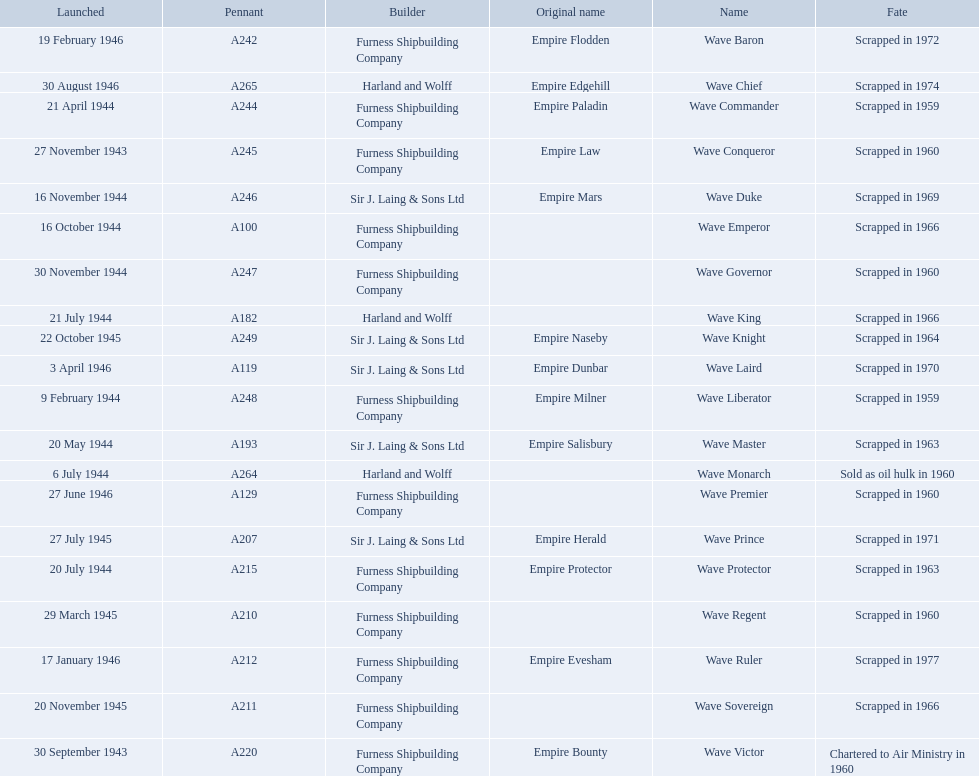 Launched Pennant Builder Original name Name Fate
19 February 1946 A242 Furness Shipbuilding Company Empire Flodden Wave Baron Scrapped in 1972
30 August 1946 A265 Harland and Wolff Empire Edgehill Wave Chief Scrapped in 1974
21 April 1944 A244 Furness Shipbuilding Company Empire Paladin Wave Commander Scrapped in 1959
27 November 1943 A245 Furness Shipbuilding Company Empire Law Wave Conqueror Scrapped in 1960
16 November 1944 A246 Sir J. Laing & Sons Ltd Empire Mars Wave Duke Scrapped in 1969
16 October 1944 A100 Furness Shipbuilding Company Wave Emperor Scrapped in 1966
30 November 1944 A247 Furness Shipbuilding Company Wave Governor Scrapped in 1960
21 July 1944 A182 Harland and Wolff Wave King Scrapped in 1966
22 October 1945 A249 Sir J. Laing & Sons Ltd Empire Naseby Wave Knight Scrapped in 1964
3 April 1946 A119 Sir J. Laing & Sons Ltd Empire Dunbar Wave Laird Scrapped in 1970
9 February 1944 A248 Furness Shipbuilding Company Empire Milner Wave Liberator Scrapped in 1959
20 May 1944 A193 Sir J. Laing & Sons Ltd Empire Salisbury Wave Master Scrapped in 1963
6 July 1944 A264 Harland and Wolff Wave Monarch Sold as oil hulk in 1960
27 June 1946 A129 Furness Shipbuilding Company Wave Premier Scrapped in 1960
27 July 1945 A207 Sir J. Laing & Sons Ltd Empire Herald Wave Prince Scrapped in 1971
20 July 1944 A215 Furness Shipbuilding Company Empire Protector Wave Protector Scrapped in 1963
29 March 1945 A210 Furness Shipbuilding Company Wave Regent Scrapped in 1960
17 January 1946 A212 Furness Shipbuilding Company Empire Evesham Wave Ruler Scrapped in 1977
20 November 1945 A211 Furness Shipbuilding Company Wave Sovereign Scrapped in 1966
30 September 1943 A220 Furness Shipbuilding Company Empire Bounty Wave Victor Chartered to Air Ministry in 1960